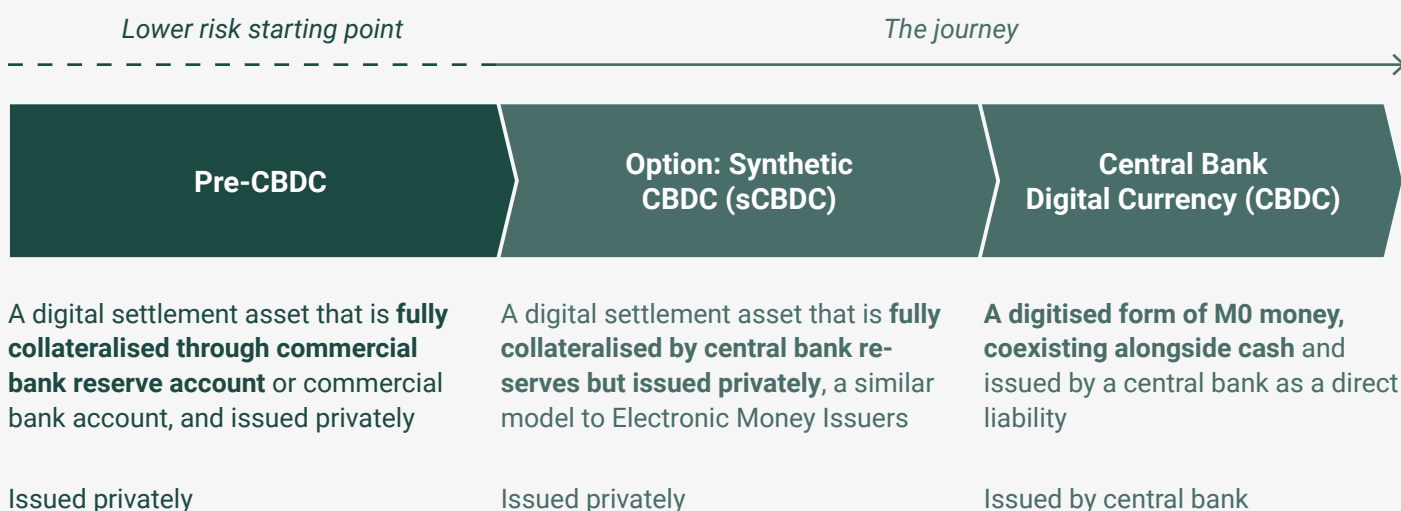 Lower risk starting point
The journey
Pre-CBDC
Option: Synthetic
CBDC (sCBDC)
Central Bank
Digital Currency (CBDC)
A digital settlement asset that is fully
collateralised through commercial
bank reserve account or commercial
bank account, and issued privately
A digital settlement asset that is fully
collateralised by central bank re-
serves but issued privately, a similar
model to Electronic Money Issuers
A digitised form of M0 money,
coexisting alongside cash and
issued by a central bank as a direct
liability
Issued privately
Issued privately
Issued by central bank